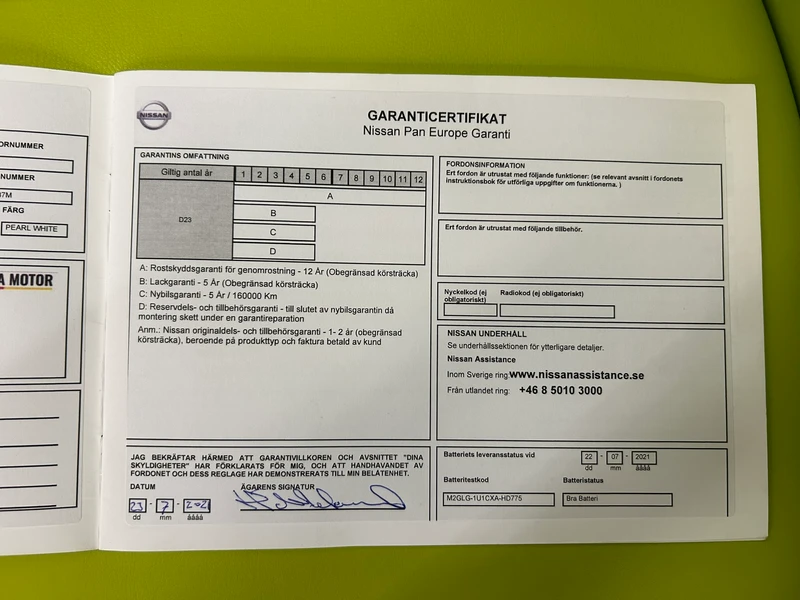 ORNUMMER
NUMMER
7M
FÄRG
PEARL WHITE
A MOTOR
NISSAN
GARANTICERTIFIKAT
Nissan Pan Europe Garanti
GARANTINS OMFATTNING
Giltig antal år 1 2 3 4 5 6 7 8 9 10 11 12
A
B
D23
C
D
A: Rostskyddsgaranti för genomrostning - 12 År (Obegränsad körsträcka)
B: Lackgaranti - 5 År (Obegränsad körsträcka)
C: Nybilsgaranti - 5 År / 160000 Km
D: Reservdels- och tillbehörsgaranti - till slutet av nybilsgarantin då
montering skett under en garantireparation
Anm.: Nissan originaldels- och tillbehörsgaranti - 1- 2 år (obegränsad
körsträcka), beroende på produkttyp och faktura betald av kund
JAG BEKRÄFTAR HÄRMED ATT GARANTIVILLKOREN OCH AVSNITTET "DINA
SKYLDIGHETER" HAR FÖRKLARATS FÖR MIG, OCH ATT HANDHAVANDET AV
FORDONET OCH DESS REGLAGE HAR DEMONSTRERATS TILL MIN BELÅTENHET.
DATUM ÄGARENS SIGNATUR
23 - 7 - 2021
dd mm åååå
FORDONSINFORMATION
Ert fordon är utrustat med följande funktioner: (se relevant avsnitt i fordonets
instruktionsbok för utförliga uppgifter om funktionerna. )
Ert fordon är utrustat med följande tillbehör.
Nyckelkod (ej Radiokod (ej obligatoriskt)
obligatoriskt)
NISSAN UNDERHÅLL
Se underhållssektionen för ytterligare detaljer.
Nissan Assistance
Inom Sverige ring:www.nissanassistance.se
Från utlandet ring: +46 8 5010 3000
Batteriets leveransstatus vid 22 - 07 - 2021
dd mm åååå
Batteritestkod Batteristatus
M2GLG-1U1CXA-HD775 Bra Batteri